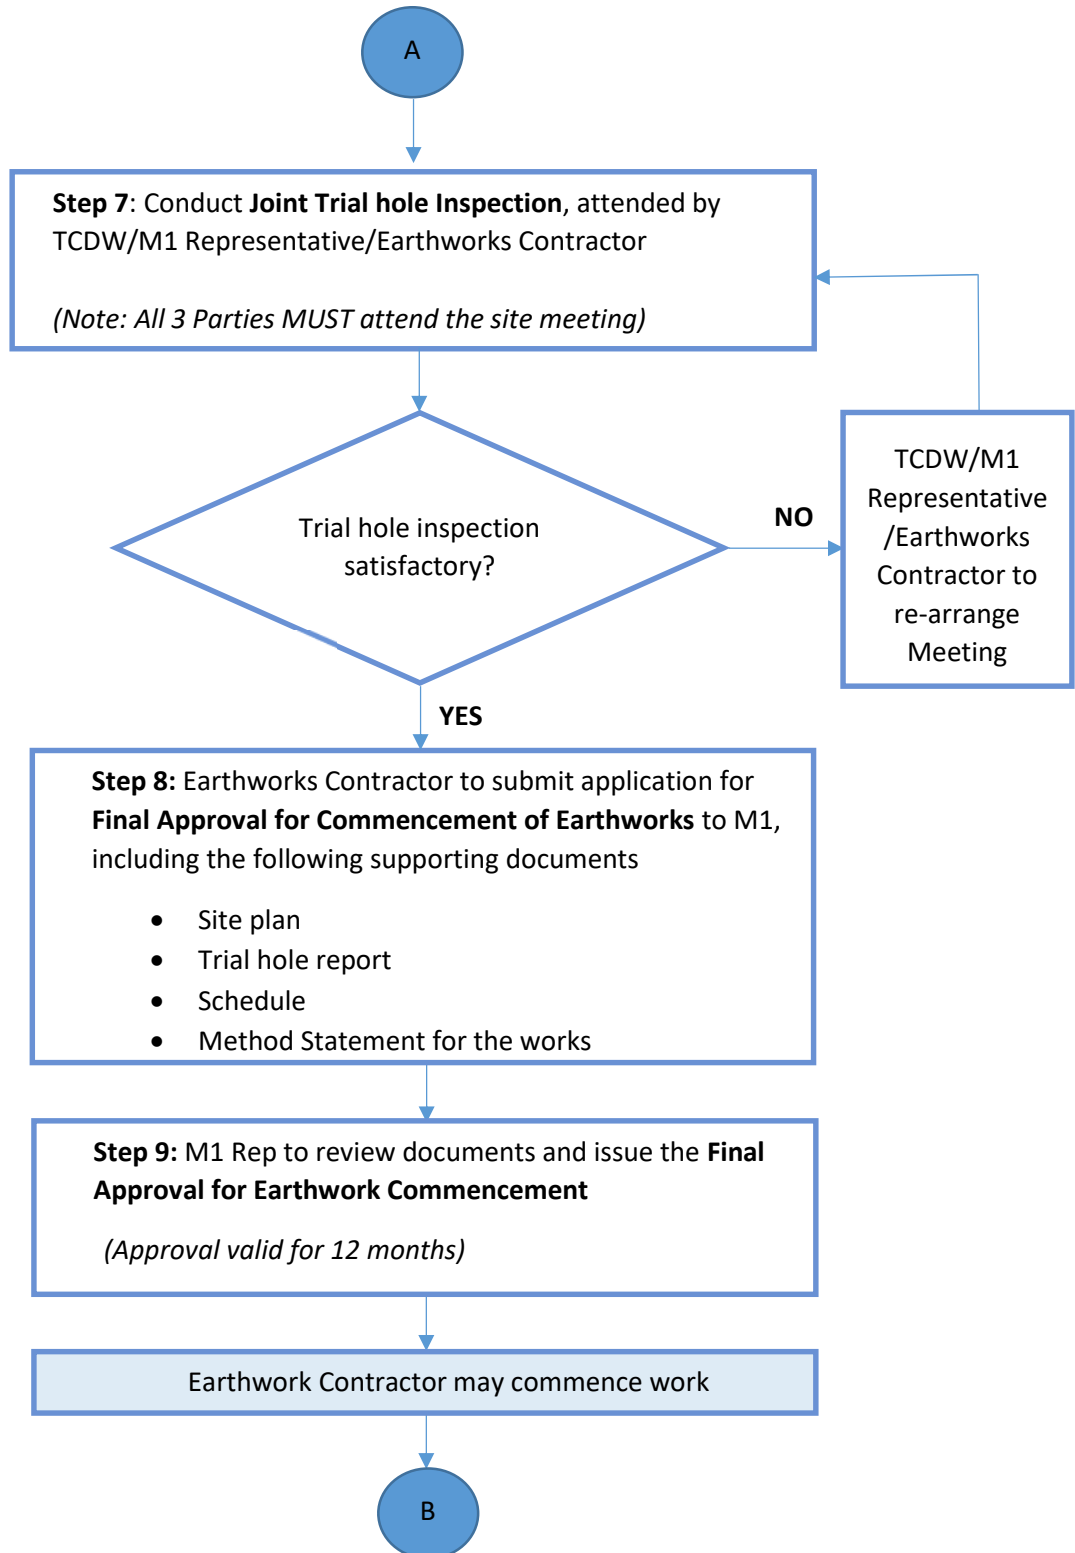 A
Step 7: Conduct Joint Trial hole Inspection, attended by
TCDW/M1 Representative/Earthworks Contractor
(Note: All 3 Parties MUST attend the site meeting)
Trial hole inspection
satisfactory?
NO
TCDW/M1
Representative
/Earthworks
Contractor to
re-arrange
Meeting
YES
Step 8: Earthworks Contractor to submit application for
Final Approval for Commencement of Earthworks to M1,
including the following supporting documents
• Site plan
• Trial hole report
• Schedule
• Method Statement for the works
Step 9: M1 Rep to review documents and issue the Final
Approval for Earthwork Commencement
(Approval valid for 12 months)
Earthwork Contractor may commence work
B